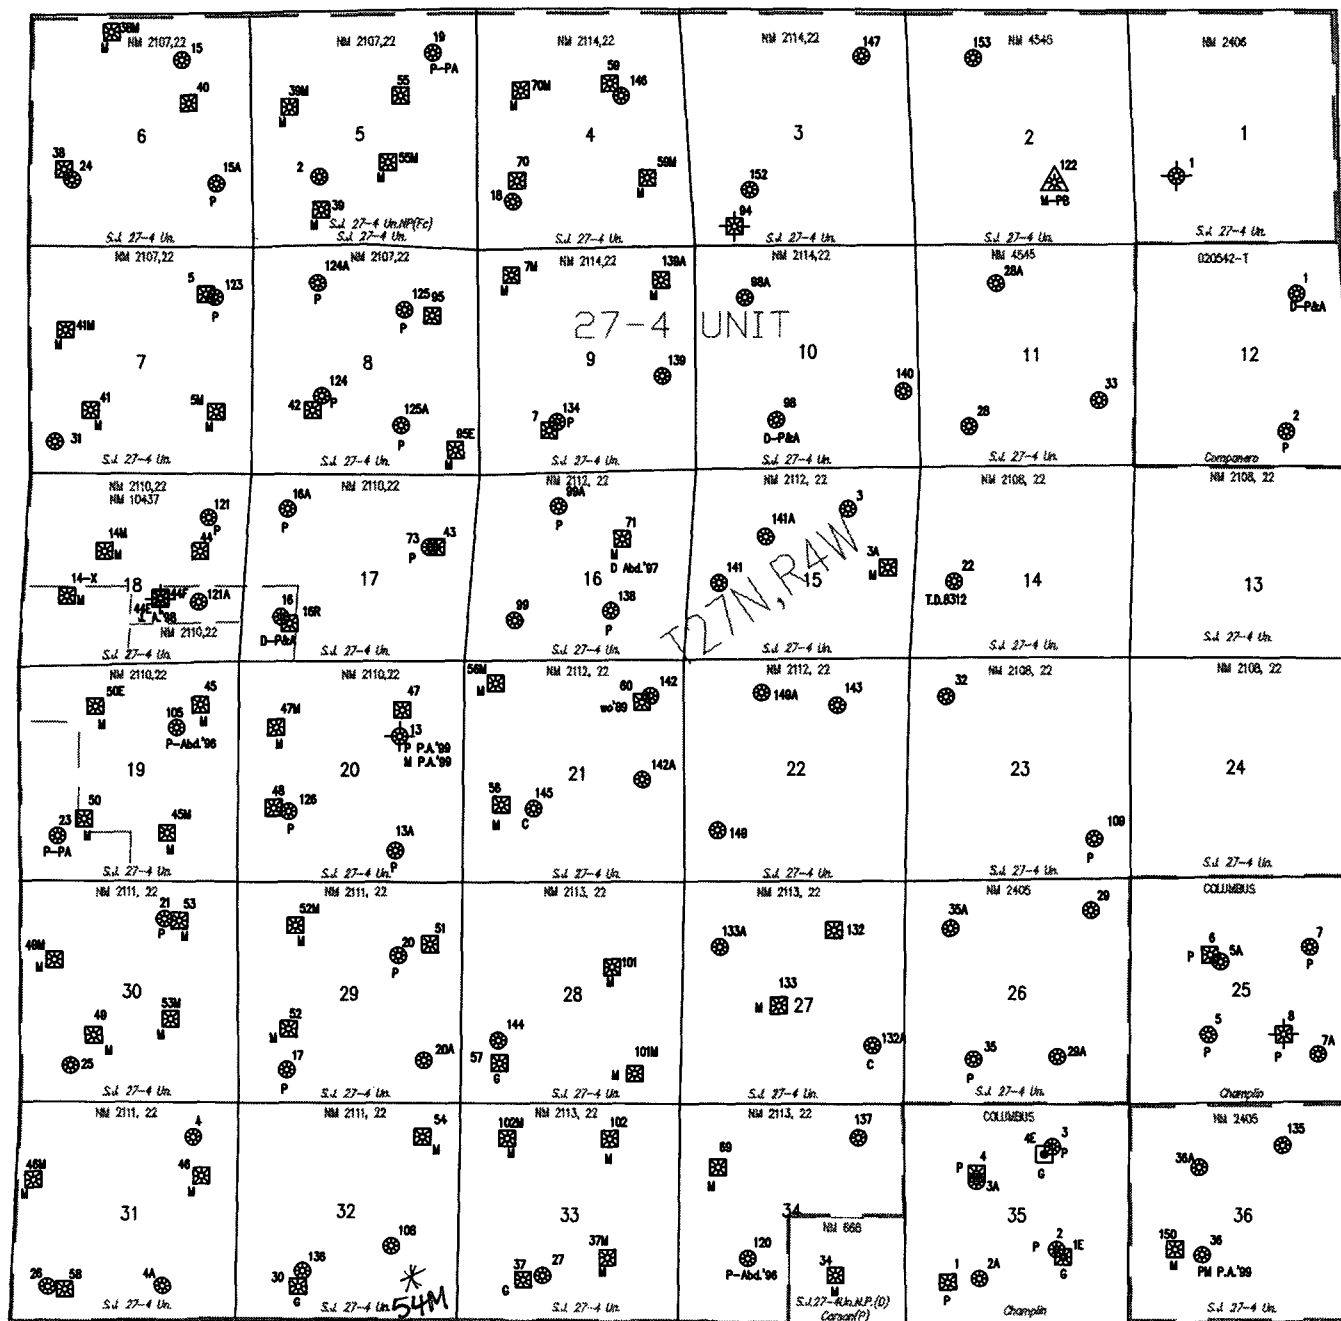 38M
NM 2107,22
15
40
6
38
24
15A
P
S.J. 27-4 Un.
NM 2107,22
19
P-PA
39M
M
55
5
2
55M
M
39
M
S.J. 27-4 Un.NP(Fc)
S.J. 27-4 Un.
NM 2114,22
59
70M
M
146
4
70
18
59M
M
S.J. 27-4 Un.
NM 2114,22
147
3
152
94
S.J. 27-4 Un.
NM 4545
153
2
122
M-PB
S.J. 27-4 Un.
NM 2406
1
1
S.J. 27-4 Un.
NM 2107,22
5
123
P
41M
M
7
41
M
5M
M
31
S.J. 27-4 Un.
NM 2107,22
124A
P
125
P
95
8
124
P
42
125A
P
95E
M
S.J. 27-4 Un.
NM 2114,22
7M
M
139A
M
27-4 UNIT
9
139
134
P
7
S.J. 27-4 Un.
NM 2114,22
98A
10
140
98
D-P&A
S.J. 27-4 Un.
NM 4545
28A
11
33
28
S.J. 27-4 Un.
020542-T
1
D-P&A
12
2
P
Companero
NM 2110,22
NM 10437
121
P
14M
M
44
14-X
M
18
44F
44E
121A
NM 2110,22
S.J. 27-4 Un.
NM 2110,22
16A
P
73
P
43
17
16
16R
D-P&A
S.J. 27-4 Un.
NM 2112, 22
99A
P
71
M
D Abd.'97
16
99
138
P
S.J. 27-4 Un.
NM 2112, 22
3
141A
3A
M
141
15
T27N,R4W
S.J. 27-4 Un.
NM 2108, 22
22
T.D.8312
14
S.J. 27-4 Un.
NM 2108, 22
13
S.J. 27-4 Un.
NM 2110,22
50E
M
45
M
105
P-Abd.'96
19
50
M
23
P-PA
45M
M
S.J. 27-4 Un.
NM 2110,22
47
47M
M
13
P P.A.'99
M P.A.'99
20
48
126
P
13A
P
S.J. 27-4 Un.
56M
M
NM 2112, 22
60
wo'89
142
142A
21
56
M
145
C
S.J. 27-4 Un.
NM 2112, 22
149A
143
22
149
S.J. 27-4 Un.
NM 2108, 22
32
23
109
P
S.J. 27-4 Un.
NM 2108, 22
24
S.J. 27-4 Un.
NM 2111, 22
21
P
53
M
49M
M
30
53M
M
49
M
25
S.J. 27-4 Un.
NM 2111, 22
52M
M
51
20
P
29
52
M
17
P
20A
S.J. 27-4 Un.
NM 2113, 22
101
M
28
144
57
G
101M
M
S.J. 27-4 Un.
NM 2113, 22
133A
132
133
M
27
132A
C
S.J. 27-4 Un.
NM 2405
35A
29
26
35
P
29A
S.J. 27-4 Un.
COLUMBUS
6
P
5A
7
P
25
5
P
8
P
7A
Champlin
NM 2111, 22
4
46M
M
46
M
31
26
58
4A
S.J. 27-4 Un.
NM 2111, 22
54
M
32
108
136
30
G
54M
S.J. 27-4 Un.
NM 2113, 22
102M
M
102
M
33
37M
M
37
G
27
S.J. 27-4 Un.
NM 2113, 22
137
69
M
34
120
P-Abd.'96
NM 668
34
M
S.J.27-4Un.N.P.(D)
Carson(P)
COLUMBUS
4E
G
3
P
4
P
3A
35
2
P
1E
G
1
P
2A
Champlin
NM 2405
135
36A
36
150
M
36
PM P.A.'99
S.J. 27-4 Un.